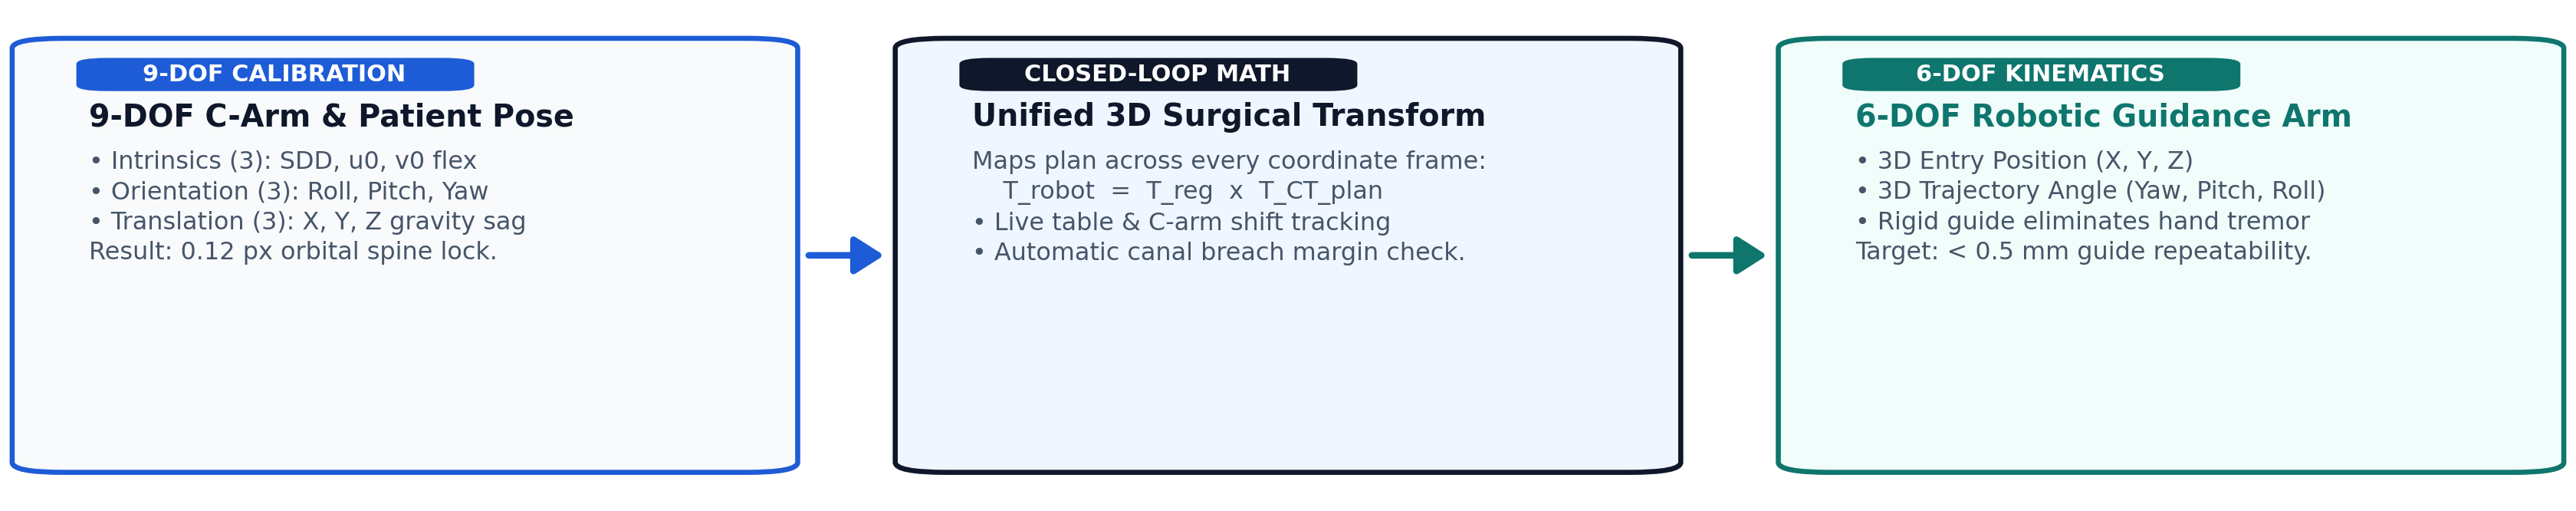 9-DOF CALIBRATION
9-DOF C-Arm & Patient Pose
• Intrinsics (3): SDD, u0, v0 flex
• Orientation (3): Roll, Pitch, Yaw
• Translation (3): X, Y, Z gravity sag
Result: 0.12 px orbital spine lock.
CLOSED-LOOP MATH
Unified 3D Surgical Transform
Maps plan across every coordinate frame:
T_robot = T_reg x T_CT_plan
• Live table & C-arm shift tracking
• Automatic canal breach margin check.
6-DOF KINEMATICS
6-DOF Robotic Guidance Arm
• 3D Entry Position (X, Y, Z)
• 3D Trajectory Angle (Yaw, Pitch, Roll)
• Rigid guide eliminates hand tremor
Target: < 0.5 mm guide repeatability.